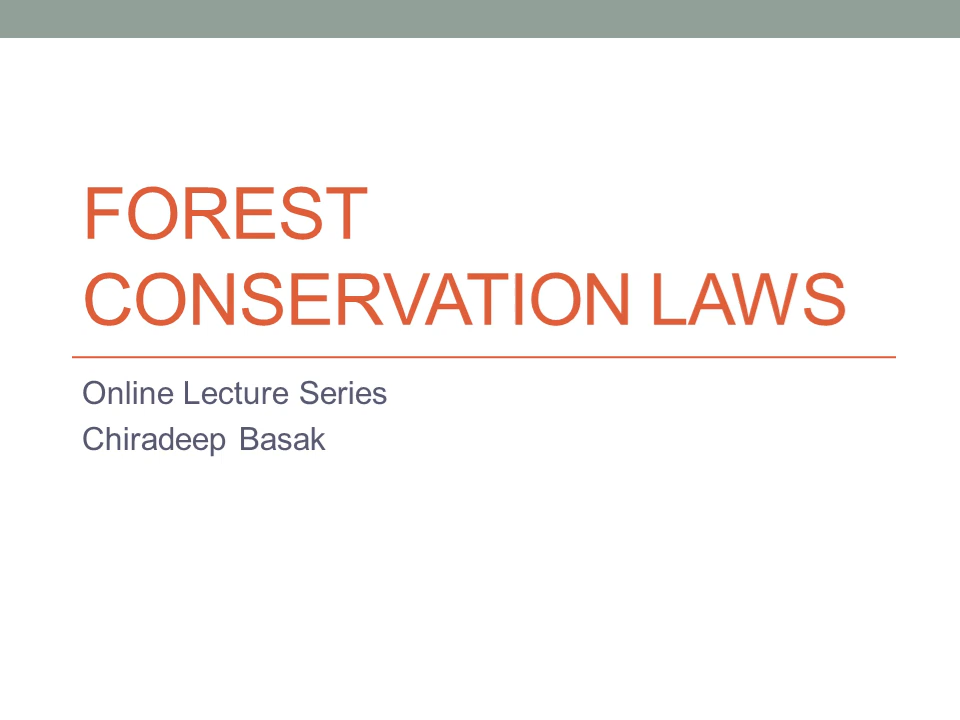 FOREST
CONSERVATION LAWS
Online Lecture Series
Chiradeep Basak